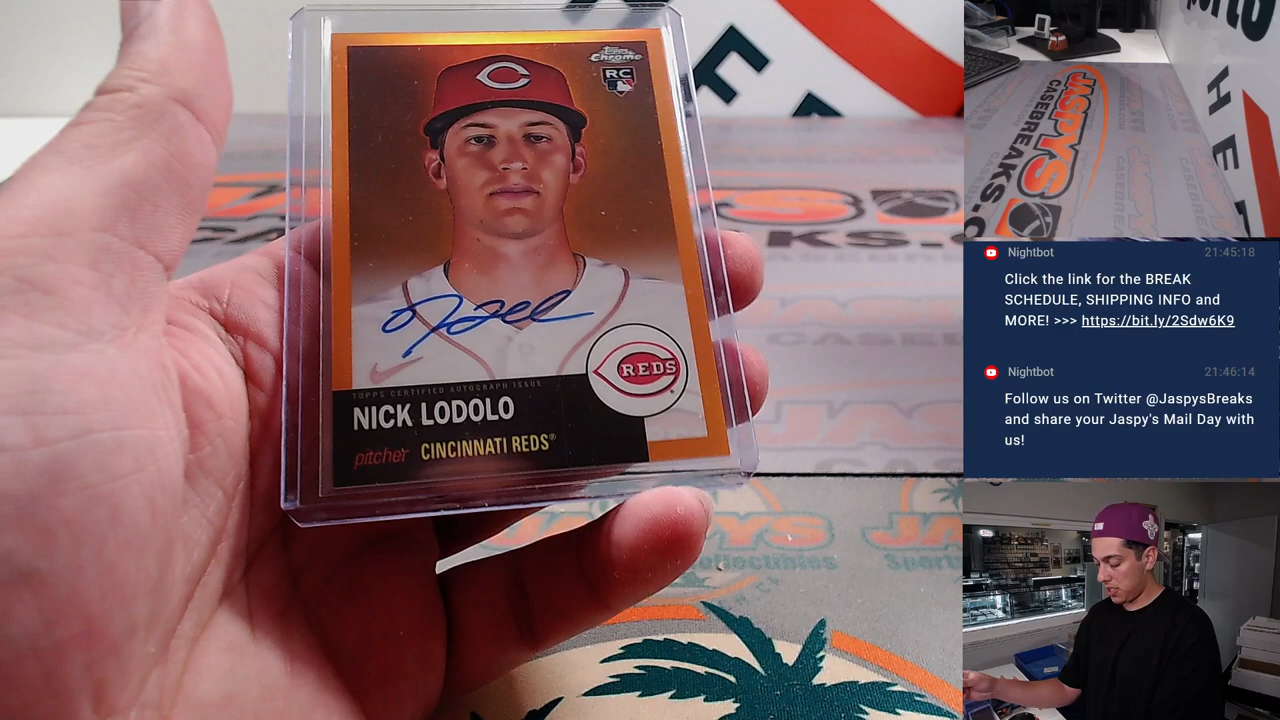 Topps
Chrome
RC
C
REDS
TOPPS CERTIFIED AUTOGRAPH ISSUE
NICK LODOLO
pitcher CINCINNATI REDS®
JASPYS
CASEBREAKS.
Nightbot 21:45:18
Click the link for the BREAK
SCHEDULE, SHIPPING INFO and
MORE! >>> https://bit.ly/2Sdw6K9
Nightbot 21:46:14
Follow us on Twitter @JaspysBreaks
and share your Jaspy's Mail Day with
us!